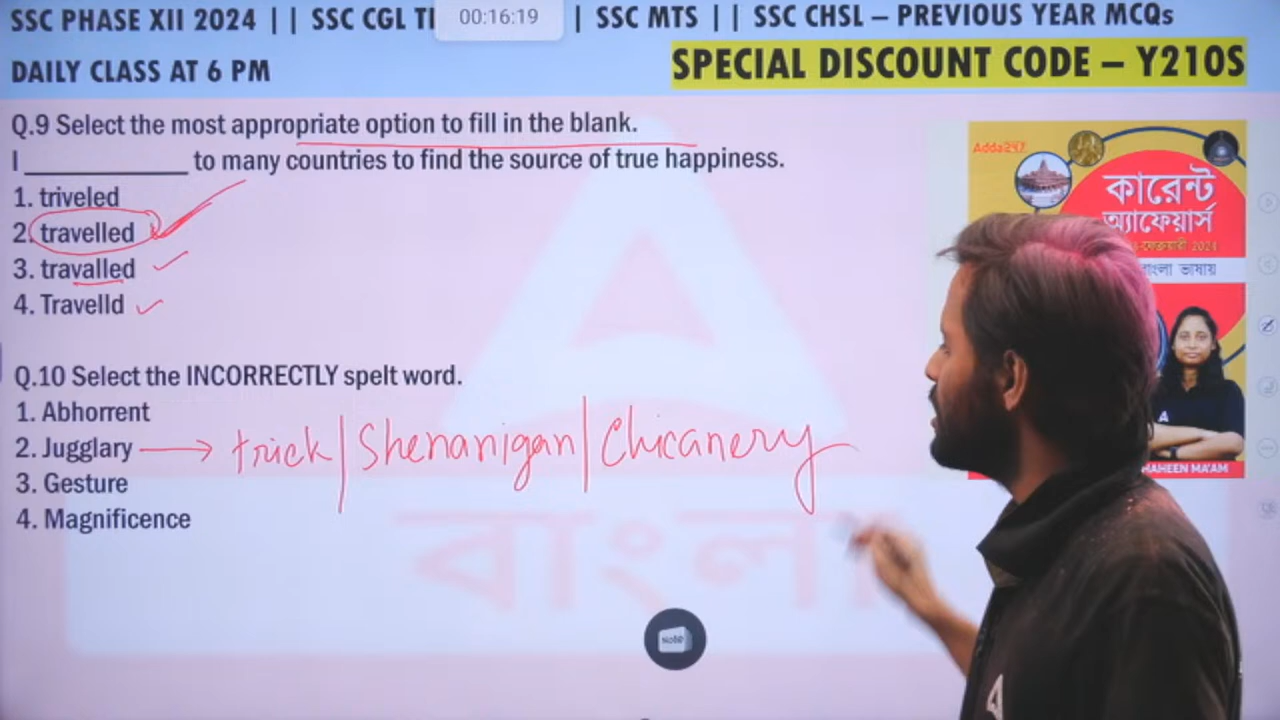 SSC PHASE XII 2024 || SSC CGL TI 00:16:19 | SSC MTS || SSC CHSL – PREVIOUS YEAR MCQs
DAILY CLASS AT 6 PM
SPECIAL DISCOUNT CODE – Y210S
Q.9 Select the most appropriate option to fill in the blank.
I ____________ to many countries to find the source of true happiness.
1. triveled
2. travelled
3. travalled
4. Travelld
Q.10 Select the INCORRECTLY spelt word.
1. Abhorrent
2. Jugglary → trick | Shenanigan | Chicanery
3. Gesture
4. Magnificence
Adda247
কারেন্ট
অ্যাফেয়ার্স
ফেব্রুয়ারী 2024
বাংলা ভাষায়
SHAHEEN MA'AM
বাংলা
Note